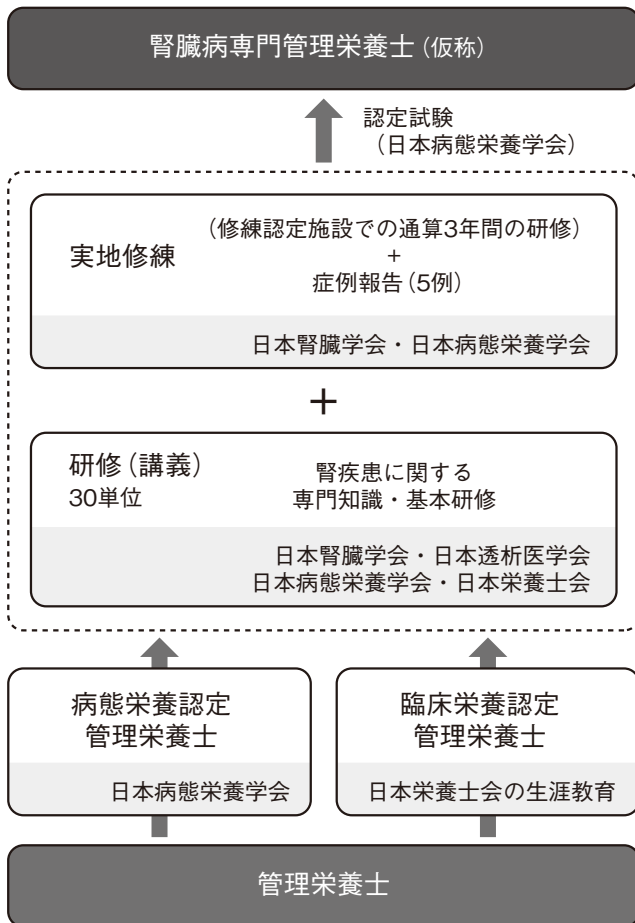 腎臓病専門管理栄養士（仮称）
認定試験
（日本病態栄養学会）
実地修練
（修練認定施設での通算3年間の研修）
+
症例報告（5例）
日本腎臓学会・日本病態栄養学会
+
研修（講義）
30単位
腎疾患に関する
専門知識・基本研修
日本腎臓学会・日本透析医学会
日本病態栄養学会・日本栄養士会
病態栄養認定
管理栄養士
日本病態栄養学会
臨床栄養認定
管理栄養士
日本栄養士会の生涯教育
管理栄養士